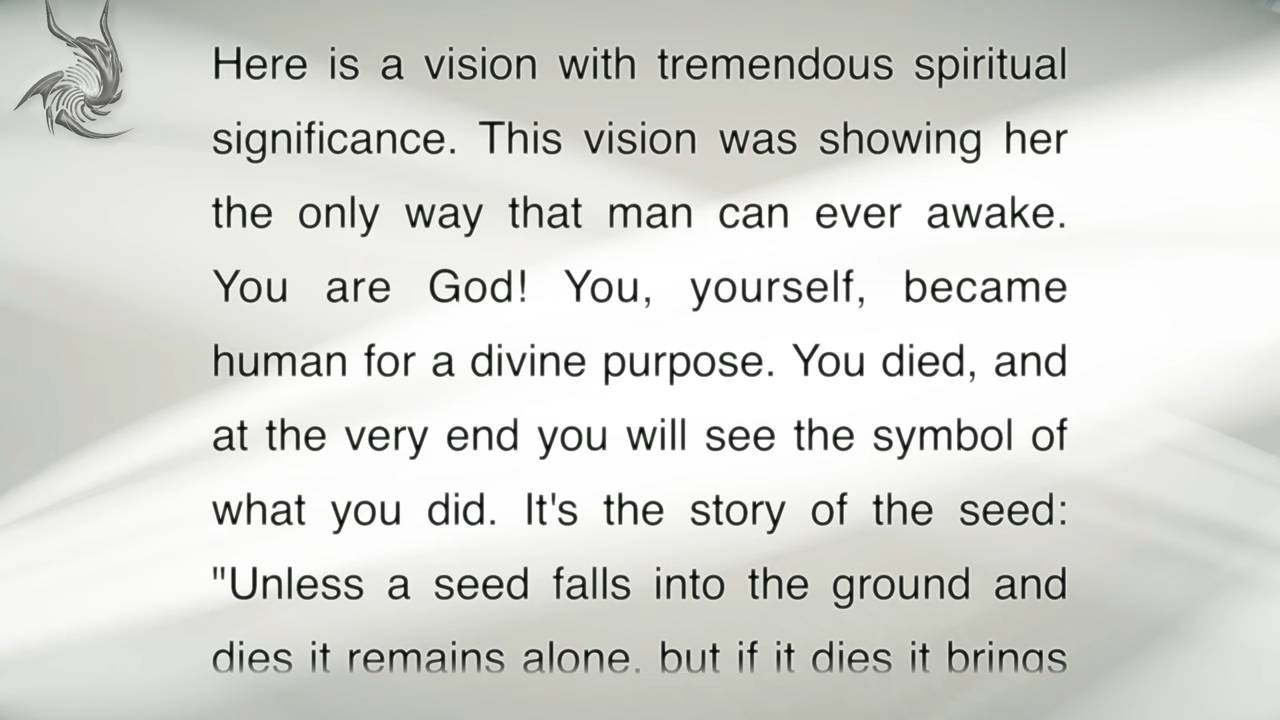 Here is a vision with tremendous spiritual
significance. This vision was showing her
the only way that man can ever awake.
You are God! You, yourself, became
human for a divine purpose. You died, and
at the very end you will see the symbol of
what you did. It's the story of the seed:
"Unless a seed falls into the ground and
dies it remains alone, but if it dies it brings